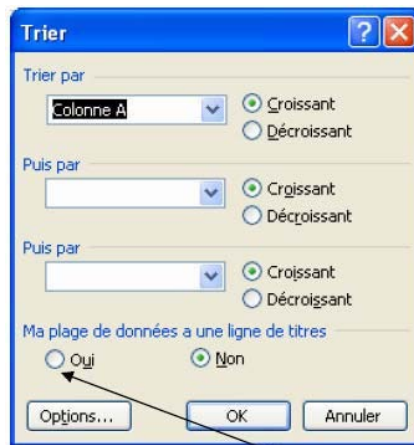 Trier
Trier par
Colonne A
Croissant
Décroissant
Puis par
Croissant
Décroissant
Puis par
Croissant
Décroissant
Ma plage de données a une ligne de titres
Oui
Non
Options...
OK
Annuler